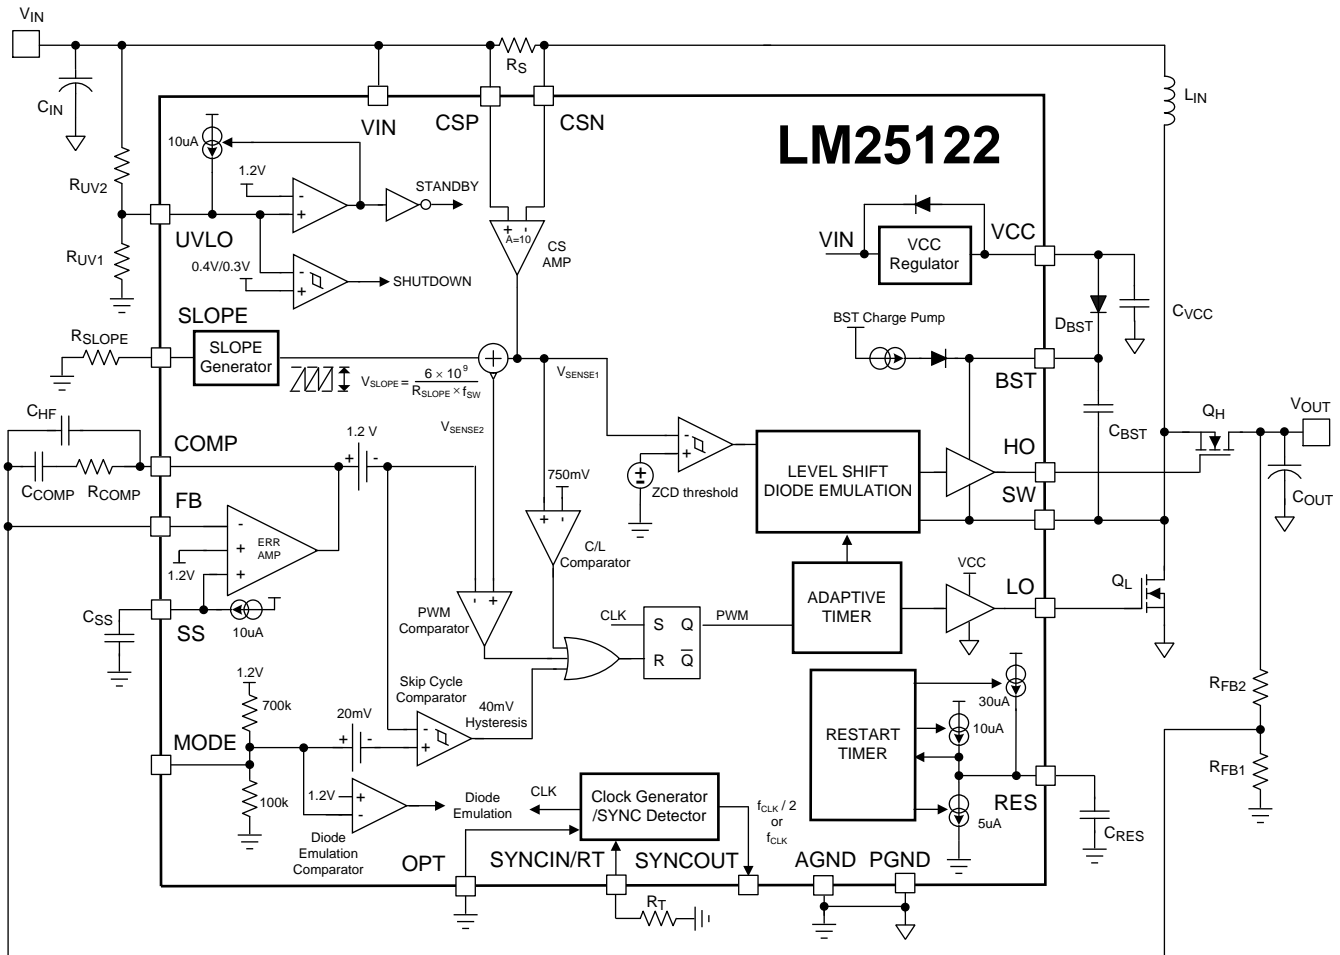 VIN
CIN
RS
LIN
VIN
CSP
CSN
LM25122
10uA
1.2V
-
+
STANDBY
RUV2
UVLO
RUV1
0.4V/0.3V
-
+
SHUTDOWN
+ -
A=10
CS
AMP
VIN
VCC
Regulator
VCC
DBST
CVCC
BST Charge Pump
BST
CBST
SLOPE
RSLOPE
SLOPE
Generator
VSLOPE = 6 × 10^9 / RSLOPE × fSW
+
VSENSE1
VSENSE2
CHF
CCOMP
RCOMP
COMP
1.2 V
+ -
FB
ERR
AMP
-
+
+
1.2V
CSS
SS
10uA
750mV
+ -
C/L
Comparator
-
+
±
ZCD threshold
LEVEL SHIFT
DIODE EMULATION
HO
SW
QH
VOUT
COUT
QL
ADAPTIVE
TIMER
VCC
LO
PWM
Comparator
- +
CLK
S Q
R Q̅
PWM
1.2V
700k
MODE
100k
20mV
+ -
Skip Cycle
Comparator
-
+
40mV
Hysteresis
1.2V
+
-
Diode
Emulation
Comparator
Diode
Emulation
CLK
Clock Generator
/SYNC Detector
fCLK / 2
or
fCLK
RESTART
TIMER
30uA
10uA
5uA
RES
CRES
RFB2
RFB1
OPT
SYNCIN/RT
SYNCOUT
AGND
PGND
RT